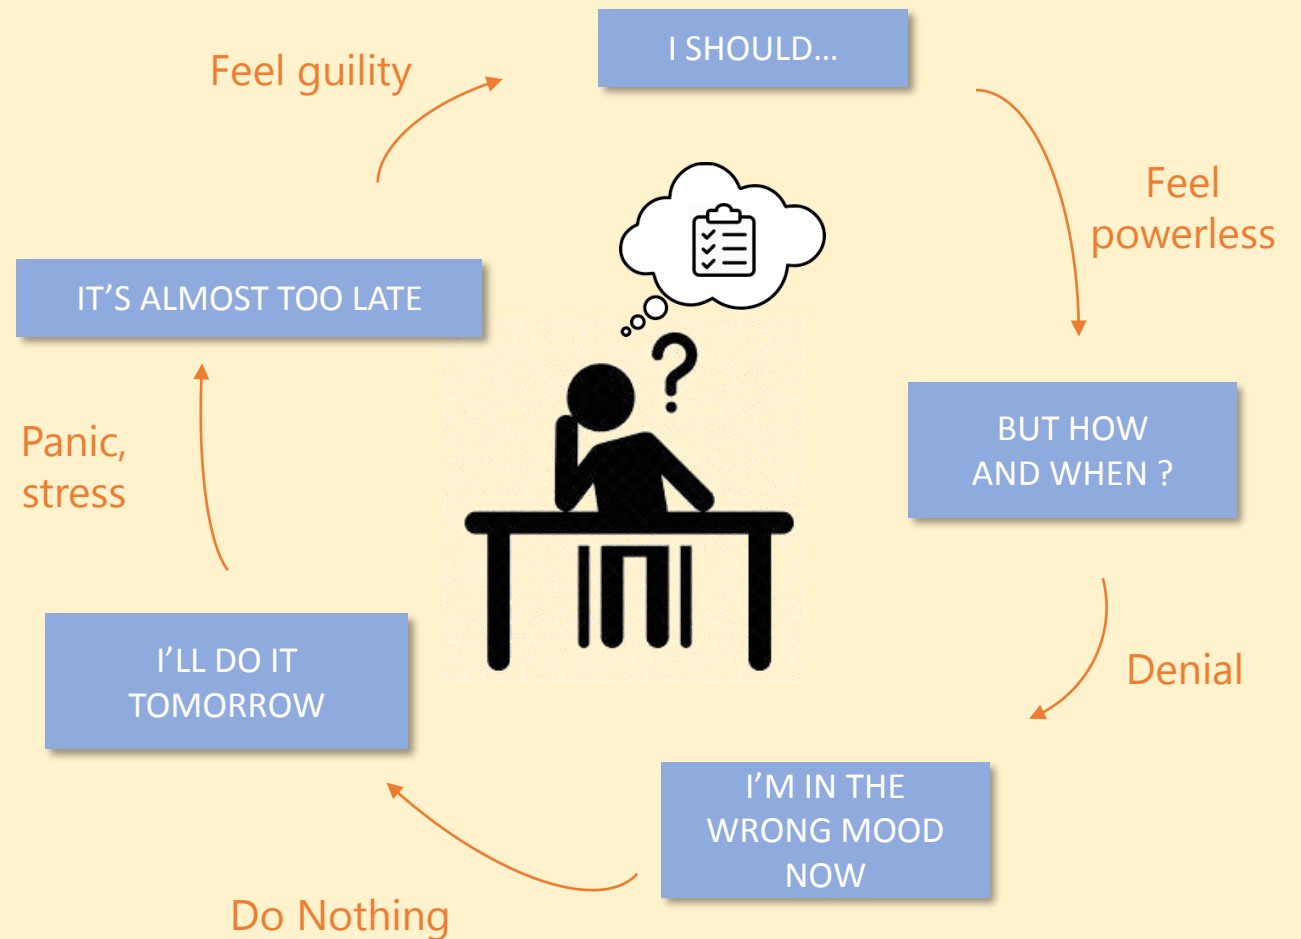 I SHOULD…
Feel
powerless
BUT HOW
AND WHEN ?
Denial
I’M IN THE
WRONG MOOD
NOW
Do Nothing
I’LL DO IT
TOMORROW
Panic,
stress
IT’S ALMOST TOO LATE
Feel guility
?